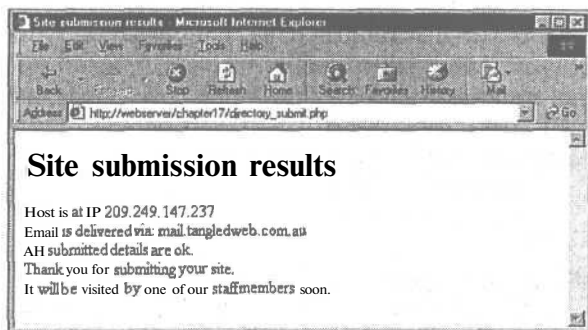 Site submission results - Microsoft Internet Explorer
File Edit View Favorites Tools Help
Back Forward Stop Refresh Home Search Favorites History Mail
Address http://webserver/chapter17/directory_submit.php Go
Site submission results
Host is at IP 209.249.147.237
Email is delivered via: mail.tangledweb.com.au
AH submitted details are ok.
Thank you for submitting your site.
It will be visited by one of our staffmembers soon.